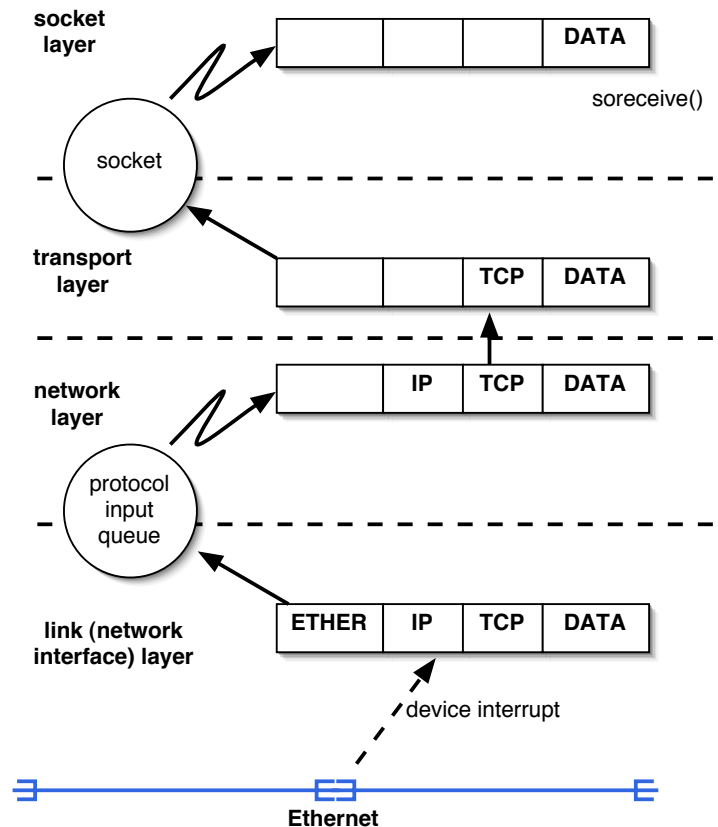 socket
layer
DATA
soreceive()
socket
transport
layer
TCP DATA
network
layer
IP TCP DATA
protocol
input
queue
link (network
interface) layer
ETHER IP TCP DATA
device interrupt
Ethernet